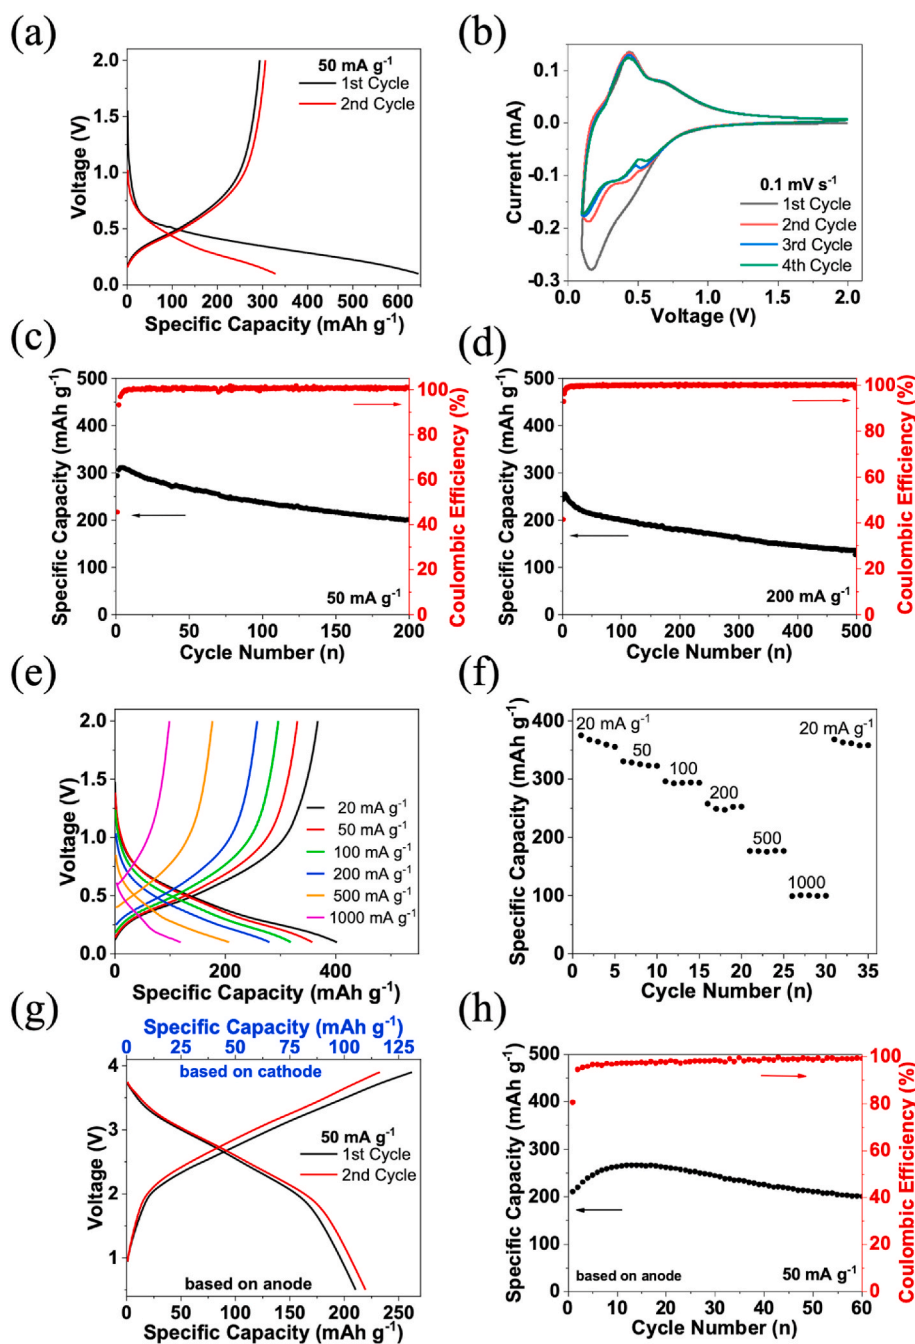 (a)
2.0
1.5
1.0
0.5
0.0
Voltage (V)
50 mA g⁻¹
1st Cycle
2nd Cycle
0 100 200 300 400 500 600
Specific Capacity (mAh g⁻¹)
(b)
0.1
0.0
-0.1
-0.2
-0.3
Current (mA)
0.1 mV s⁻¹
1st Cycle
2nd Cycle
3rd Cycle
4th Cycle
0.0 0.5 1.0 1.5 2.0
Voltage (V)
(c)
500
400
300
200
100
0
Specific Capacity (mAh g⁻¹)
50 mA g⁻¹
100
80
60
40
20
0
Coulombic Efficiency (%)
0 50 100 150 200
Cycle Number (n)
(d)
500
400
300
200
100
0
Specific Capacity (mAh g⁻¹)
200 mA g⁻¹
100
80
60
40
20
0
Coulombic Efficiency (%)
0 100 200 300 400 500
Cycle Number (n)
(e)
2.0
1.5
1.0
0.5
0.0
Voltage (V)
20 mA g⁻¹
50 mA g⁻¹
100 mA g⁻¹
200 mA g⁻¹
500 mA g⁻¹
1000 mA g⁻¹
0 200 400
Specific Capacity (mAh g⁻¹)
(f)
400
300
200
100
0
Specific Capacity (mAh g⁻¹)
20 mA g⁻¹
50
100
200
500
1000
20 mA g⁻¹
0 5 10 15 20 25 30 35
Cycle Number (n)
(g)
Specific Capacity (mAh g⁻¹)
0 25 50 75 100 125
based on cathode
4
3
2
1
Voltage (V)
50 mA g⁻¹
1st Cycle
2nd Cycle
based on anode
0 50 100 150 200 250
Specific Capacity (mAh g⁻¹)
(h)
500
400
300
200
100
0
Specific Capacity (mAh g⁻¹)
based on anode
50 mA g⁻¹
100
80
60
40
20
0
Coulombic Efficiency (%)
0 10 20 30 40 50 60
Cycle Number (n)